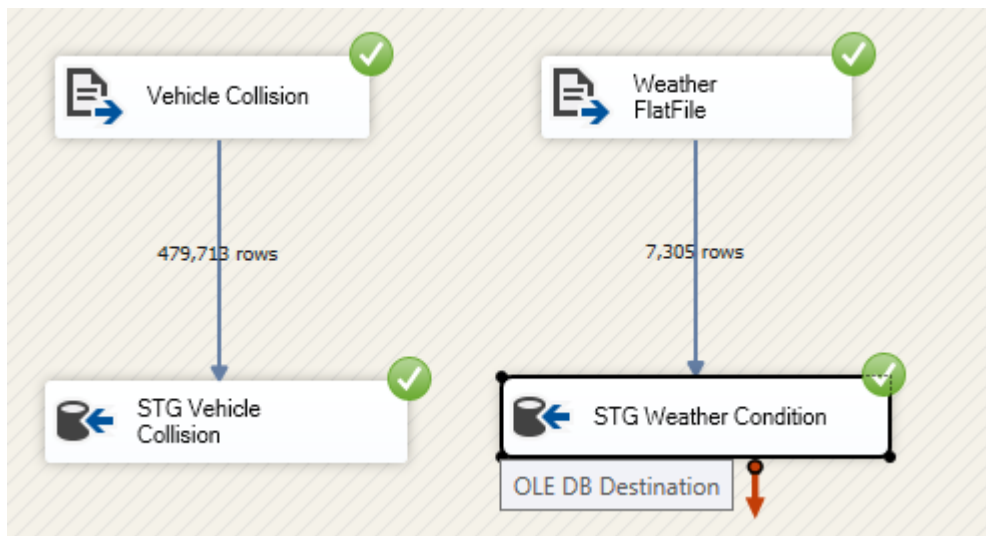 Vehicle Collision
Weather
FlatFile
479,713 rows
7,305 rows
STG Vehicle
Collision
STG Weather Condition
OLE DB Destination